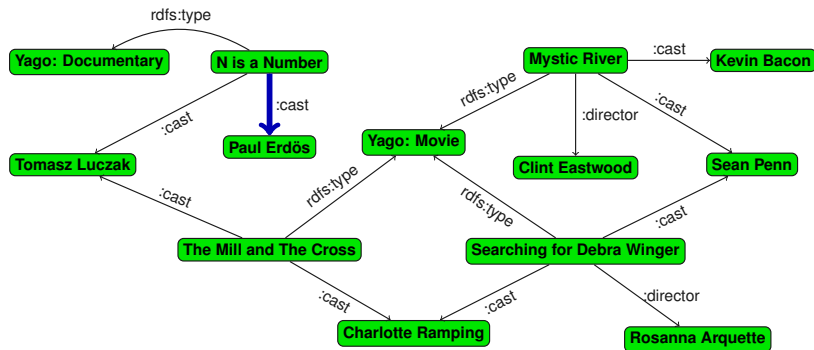 rdfs:type
Yago: Documentary
N is a Number
Mystic River
:cast
Kevin Bacon
:cast
:cast
rdfs:type
:director
:cast
Paul Erdös
Yago: Movie
Tomasz Luczak
Clint Eastwood
Sean Penn
:cast
rdfs:type
rdfs:type
:cast
The Mill and The Cross
Searching for Debra Winger
:cast
:cast
:director
Charlotte Ramping
Rosanna Arquette